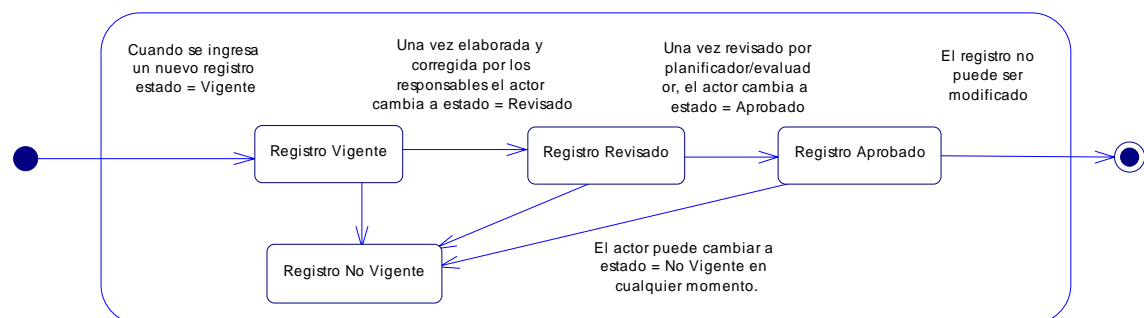 Cuando se ingresa
un nuevo registro
estado = Vigente
Una vez elaborada y
corregida por los
responsables el actor
cambia a estado = Revisado
Una vez revisado por
planificador/evaluad
or, el actor cambia a
estado = Aprobado
El registro no
puede ser
modificado
Registro Vigente
Registro Revisado
Registro Aprobado
Registro No Vigente
El actor puede cambiar a
estado = No Vigente en
cualquier momento.